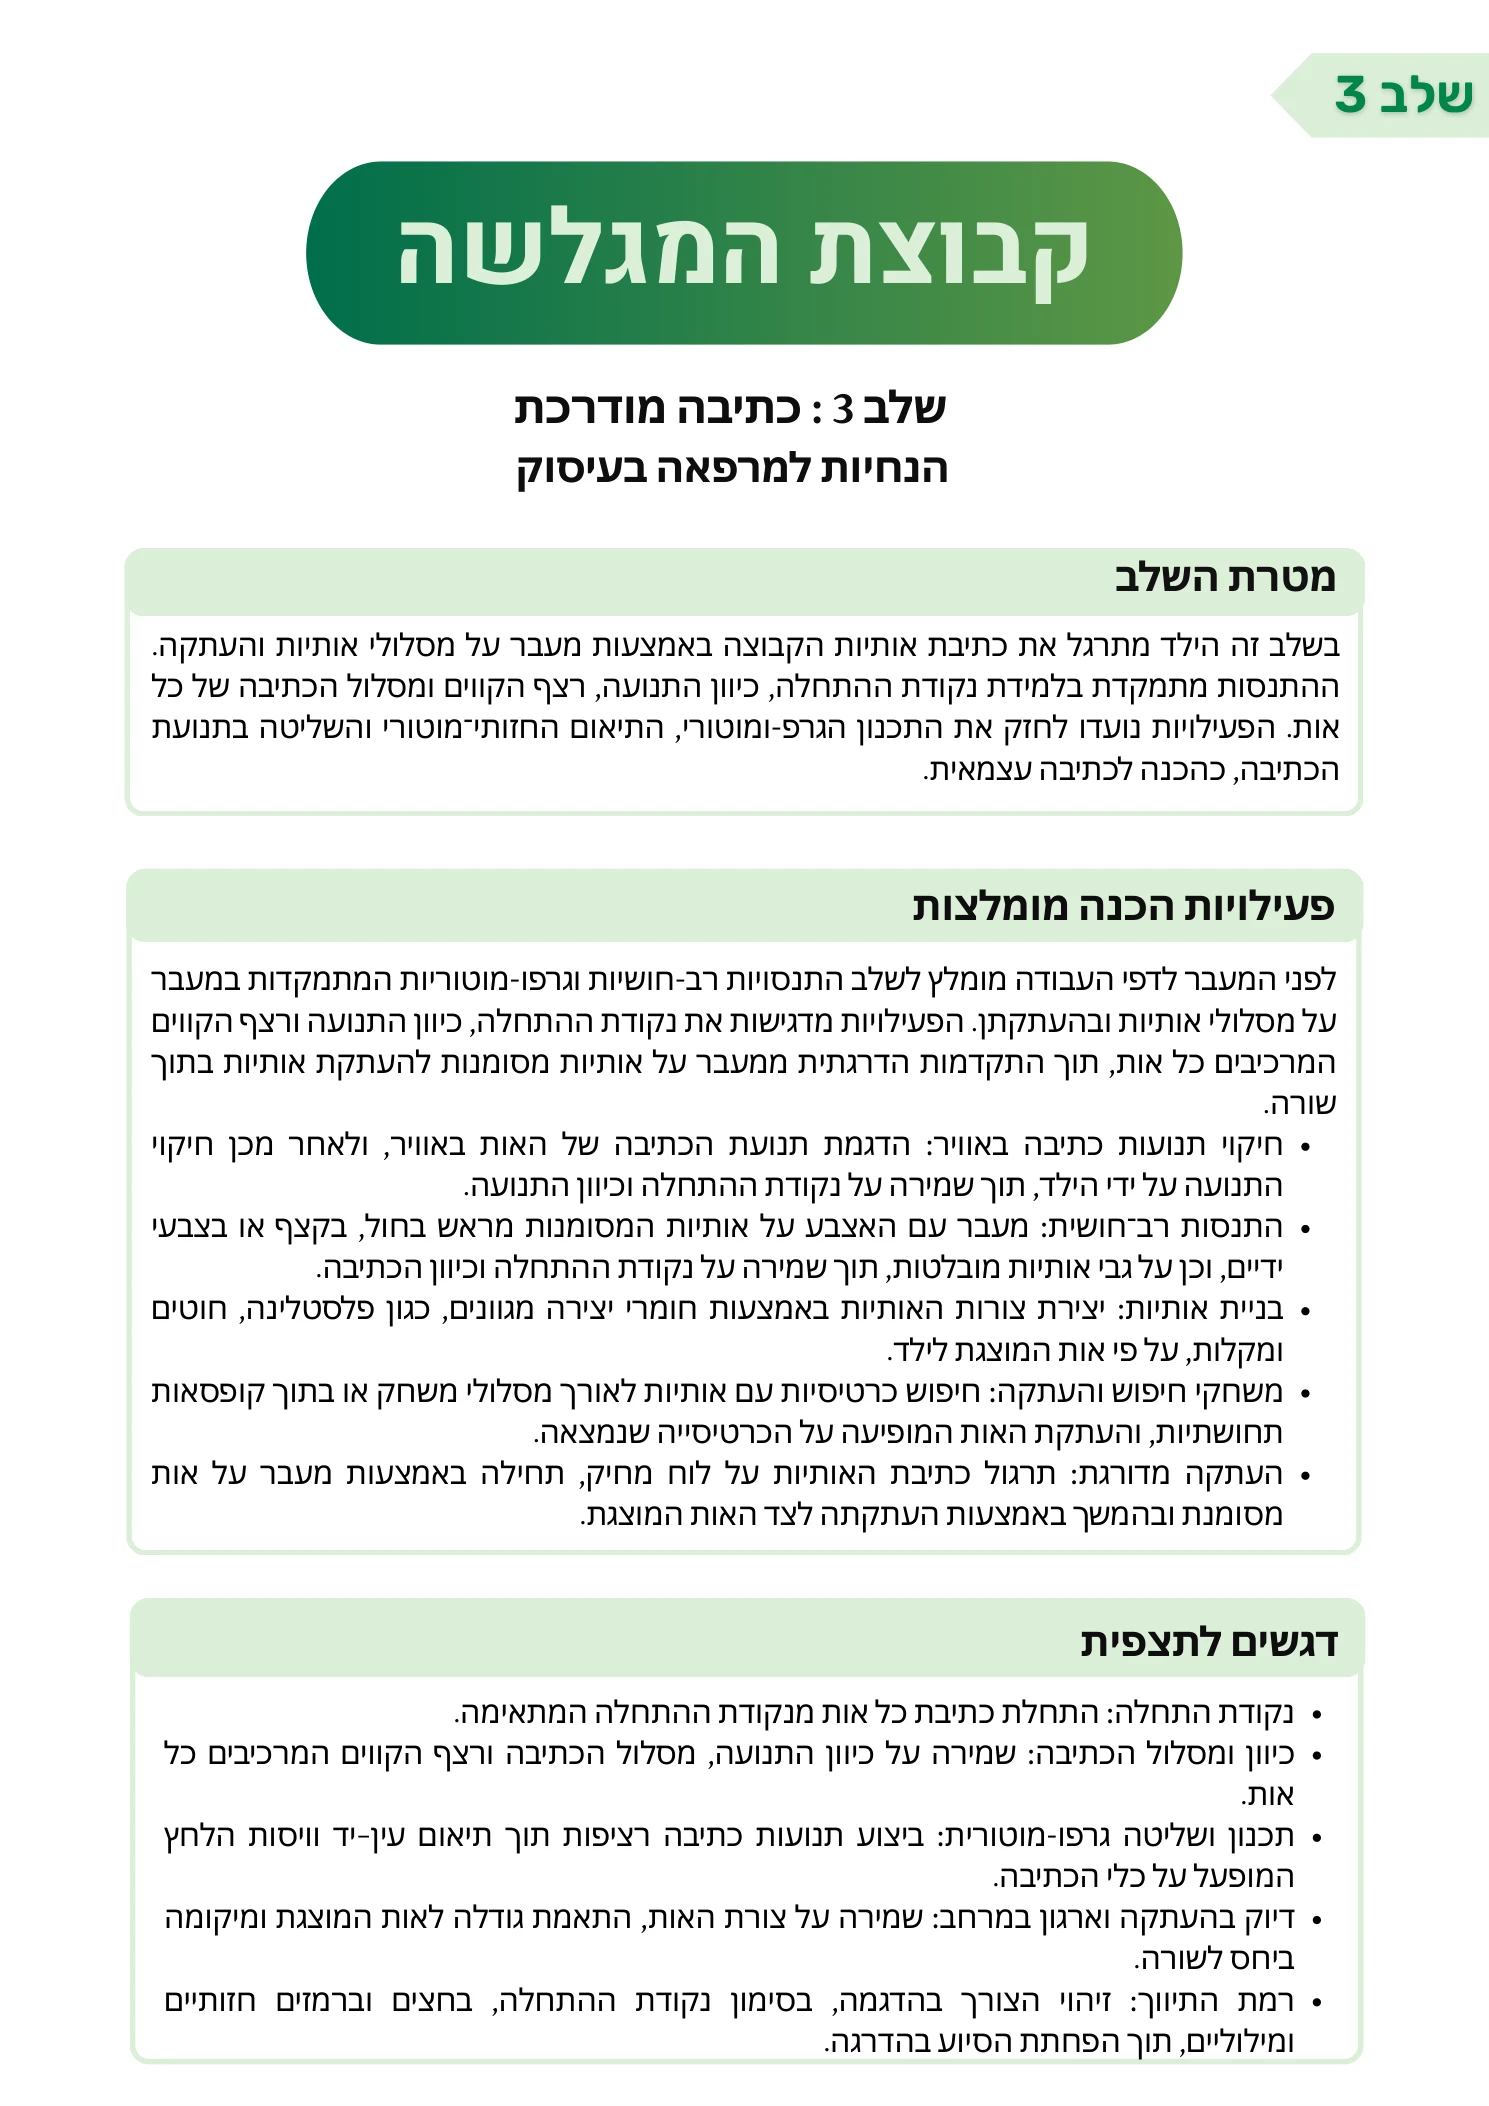 שלב 3
קבוצת המגלשה
שלב 3 : כתיבה מודרכת
הנחיות למרפאה בעיסוק
מטרת השלב
בשלב זה הילד מתרגל את כתיבת אותיות הקבוצה באמצעות מעבר על מסלולי אותיות והעתקה.
ההתנסות מתמקדת בלמידת נקודת ההתחלה, כיוון התנועה, רצף הקווים ומסלול הכתיבה של כל
אות. הפעילויות נועדו לחזק את התכנון הגרפ-ומוטורי, התיאום החזותי־מוטורי והשליטה בתנועת
הכתיבה, כהכנה לכתיבה עצמאית.
פעילויות הכנה מומלצות
לפני המעבר לדפי העבודה מומלץ לשלב התנסויות רב-חושיות וגרפו-מוטוריות המתמקדות במעבר
על מסלולי אותיות ובהעתקתן. הפעילויות מדגישות את נקודת ההתחלה, כיוון התנועה ורצף הקווים
המרכיבים כל אות, תוך התקדמות הדרגתית ממעבר על אותיות מסומנות להעתקת אותיות בתוך
שורה.
• חיקוי תנועות כתיבה באוויר: הדגמת תנועת הכתיבה של האות באוויר, ולאחר מכן חיקוי
התנועה על ידי הילד, תוך שמירה על נקודת ההתחלה וכיוון התנועה.
• התנסות רב־חושית: מעבר עם האצבע על אותיות המסומנות מראש בחול, בקצף או בצבעי
ידיים, וכן על גבי אותיות מובלטות, תוך שמירה על נקודת ההתחלה וכיוון הכתיבה.
• בניית אותיות: יצירת צורות האותיות באמצעות חומרי יצירה מגוונים, כגון פלסטלינה, חוטים
ומקלות, על פי אות המוצגת לילד.
• משחקי חיפוש והעתקה: חיפוש כרטיסיות עם אותיות לאורך מסלולי משחק או בתוך קופסאות
תחושתיות, והעתקת האות המופיעה על הכרטיסייה שנמצאה.
• העתקה מדורגת: תרגול כתיבת האותיות על לוח מחיק, תחילה באמצעות מעבר על אות
מסומנת ובהמשך באמצעות העתקתה לצד האות המוצגת.
דגשים לתצפית
• נקודת התחלה: התחלת כתיבת כל אות מנקודת ההתחלה המתאימה.
• כיוון ומסלול הכתיבה: שמירה על כיוון התנועה, מסלול הכתיבה ורצף הקווים המרכיבים כל
אות.
• תכנון ושליטה גרפו-מוטורית: ביצוע תנועות כתיבה רציפות תוך תיאום עין–יד וויסות הלחץ
המופעל על כלי הכתיבה.
• דיוק בהעתקה וארגון במרחב: שמירה על צורת האות, התאמת גודלה לאות המוצגת ומיקומה
ביחס לשורה.
• רמת התיווך: זיהוי הצורך בהדגמה, בסימון נקודת ההתחלה, בחצים וברמזים חזותיים
ומילוליים, תוך הפחתת הסיוע בהדרגה.